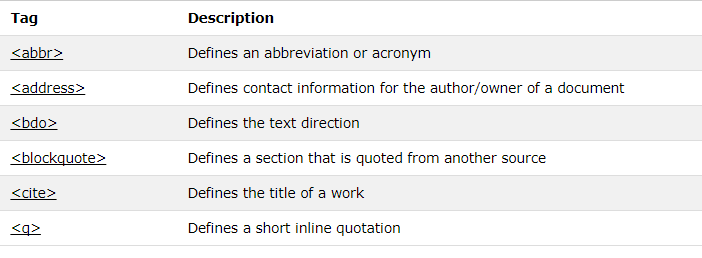 Tag Description
<abbr> Defines an abbreviation or acronym
<address> Defines contact information for the author/owner of a document
<bdo> Defines the text direction
<blockquote> Defines a section that is quoted from another source
<cite> Defines the title of a work
<q> Defines a short inline quotation